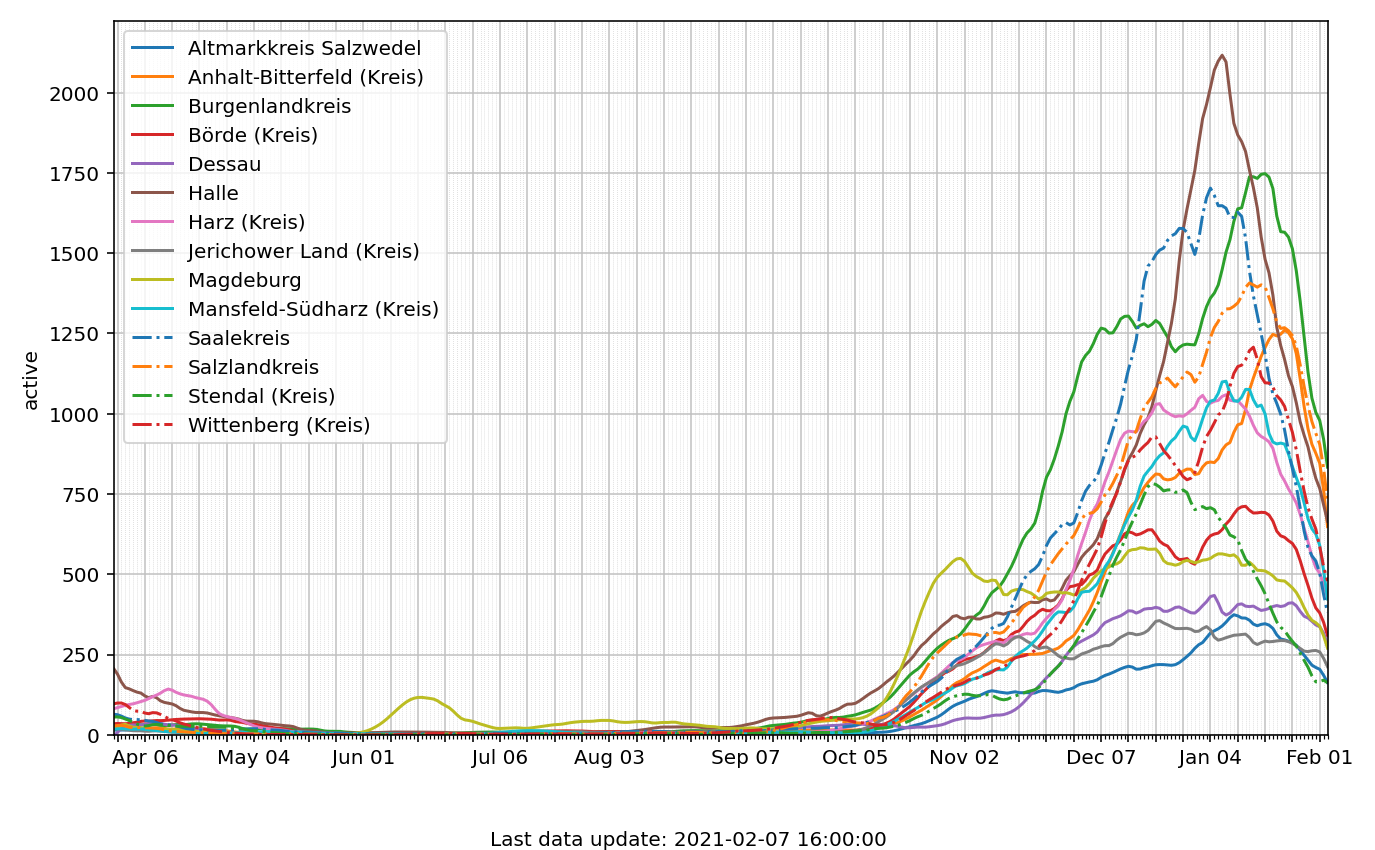 Altmarkkreis Salzwedel
Anhalt-Bitterfeld (Kreis)
Burgenlandkreis
Börde (Kreis)
Dessau
Halle
Harz (Kreis)
Jerichower Land (Kreis)
Magdeburg
Mansfeld-Südharz (Kreis)
Saalekreis
Salzlandkreis
Stendal (Kreis)
Wittenberg (Kreis)
active
2000
1750
1500
1250
1000
750
500
250
0
Apr 06 May 04 Jun 01 Jul 06 Aug 03 Sep 07 Oct 05 Nov 02 Dec 07 Jan 04 Feb 01
Last data update: 2021-02-07 16:00:00